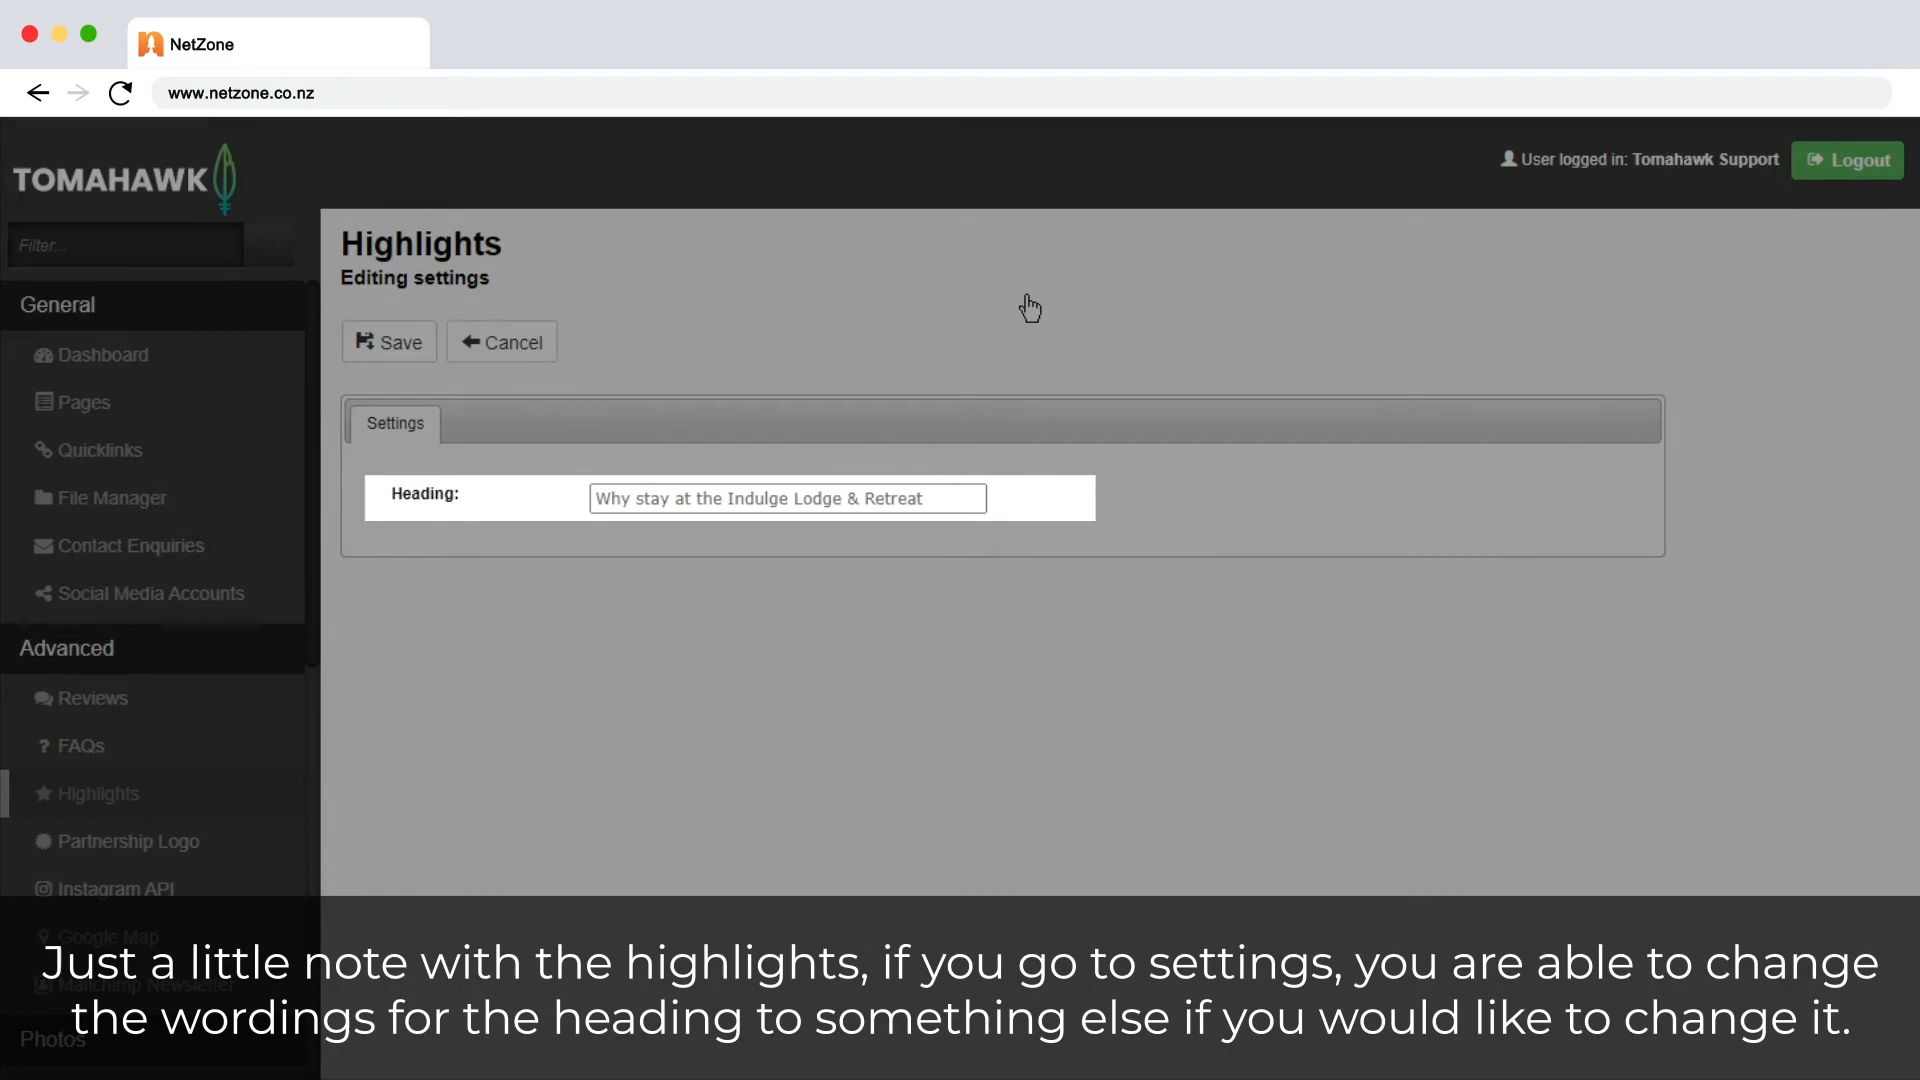 NetZone
www.netzone.co.nz
TOMAHAWK
User logged in: Tomahawk Support
Logout
Filter...
General
Dashboard
Pages
Quicklinks
File Manager
Contact Enquiries
Social Media Accounts
Advanced
Reviews
? FAQs
Highlights
Partnership Logo
Instagram API
Google Map
Mailchimp Newsletter
Photos
Highlights
Editing settings
Save
Cancel
Settings
Heading:
Why stay at the Indulge Lodge & Retreat
Just a little note with the highlights, if you go to settings, you are able to change
the wordings for the heading to something else if you would like to change it.